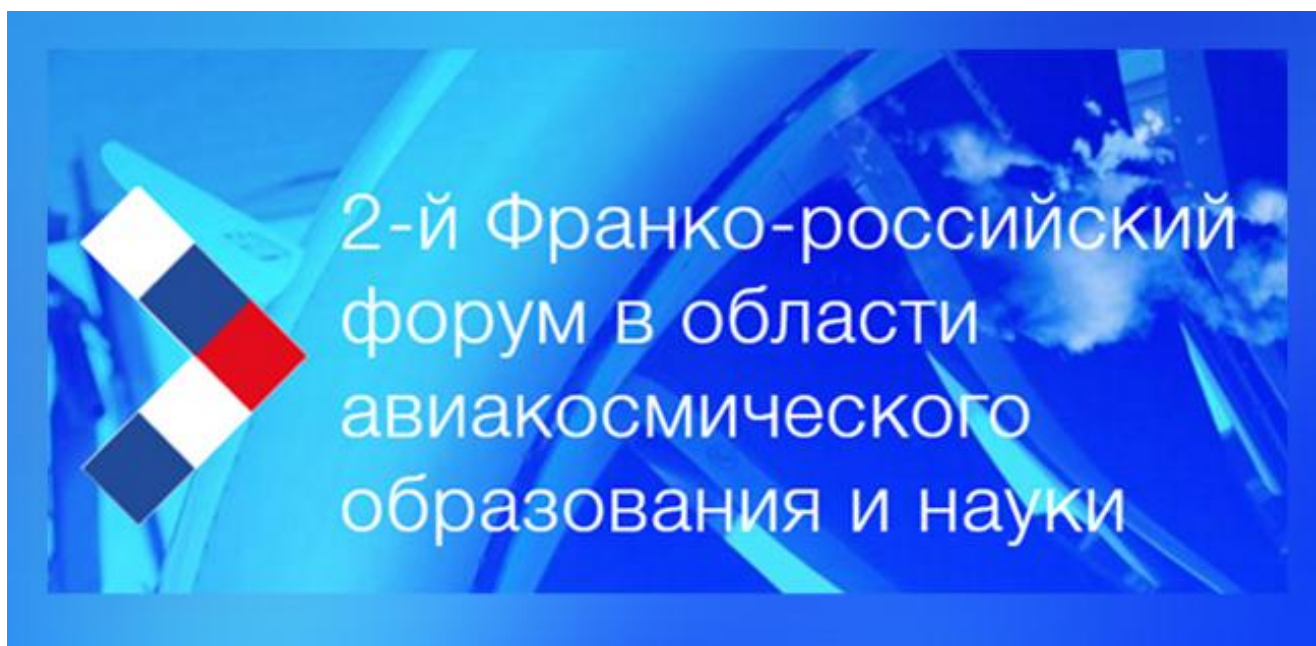 2-й Франко-российский
форум в области
авиакосмического
образования и науки